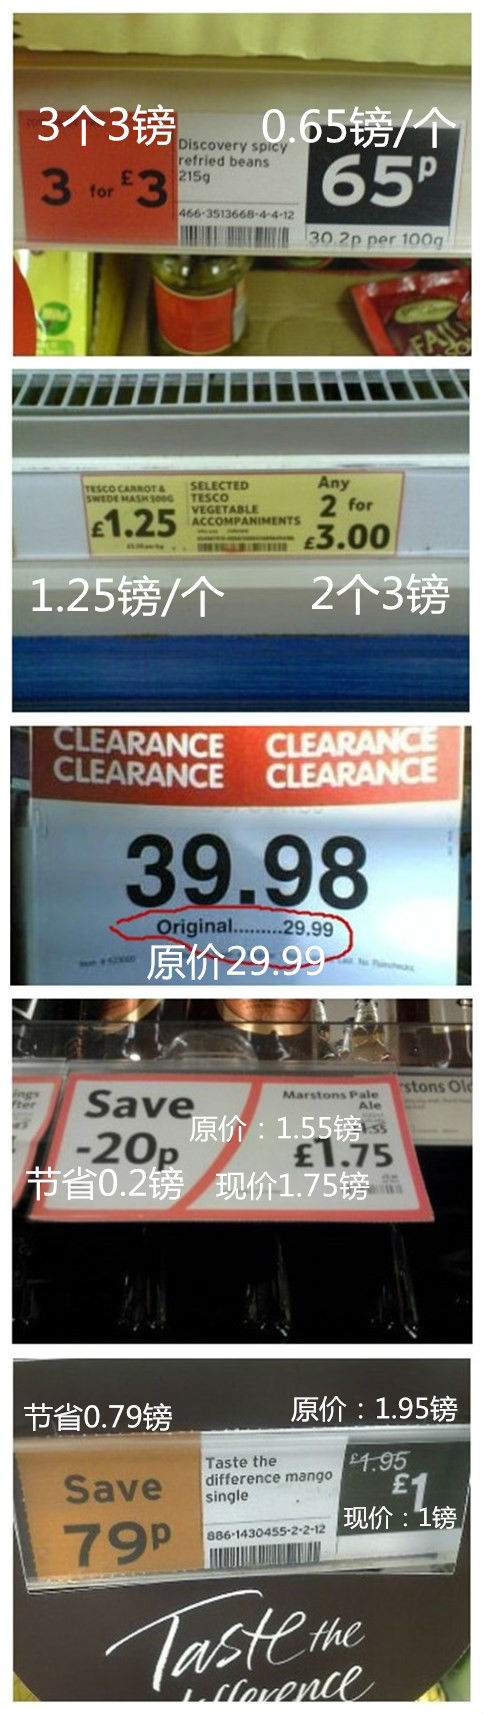 3个3镑
0.65镑/个
3 for £3
Discovery spicy
refried beans
215g
466-3513668-4-4-12
65p
30.2p per 100g
TESCO CARROT &
SWEDE MASH 500G
£1.25
SELECTED
TESCO
VEGETABLE
ACCOMPANIMENTS
Any
2 for
£3.00
1.25镑/个
2个3镑
CLEARANCE CLEARANCE
CLEARANCE CLEARANCE
39.98
Original.........29.99
原价29.99
Save
-20p
Marstons Pale
Ale
原价：1.55镑
£1.75
节省0.2镑
现价1.75镑
节省0.79镑
原价：1.95镑
Save
79p
Taste the
difference mango
single
886-1430455-2-2-12
£1.95
£1
现价：1镑
Taste the
difference